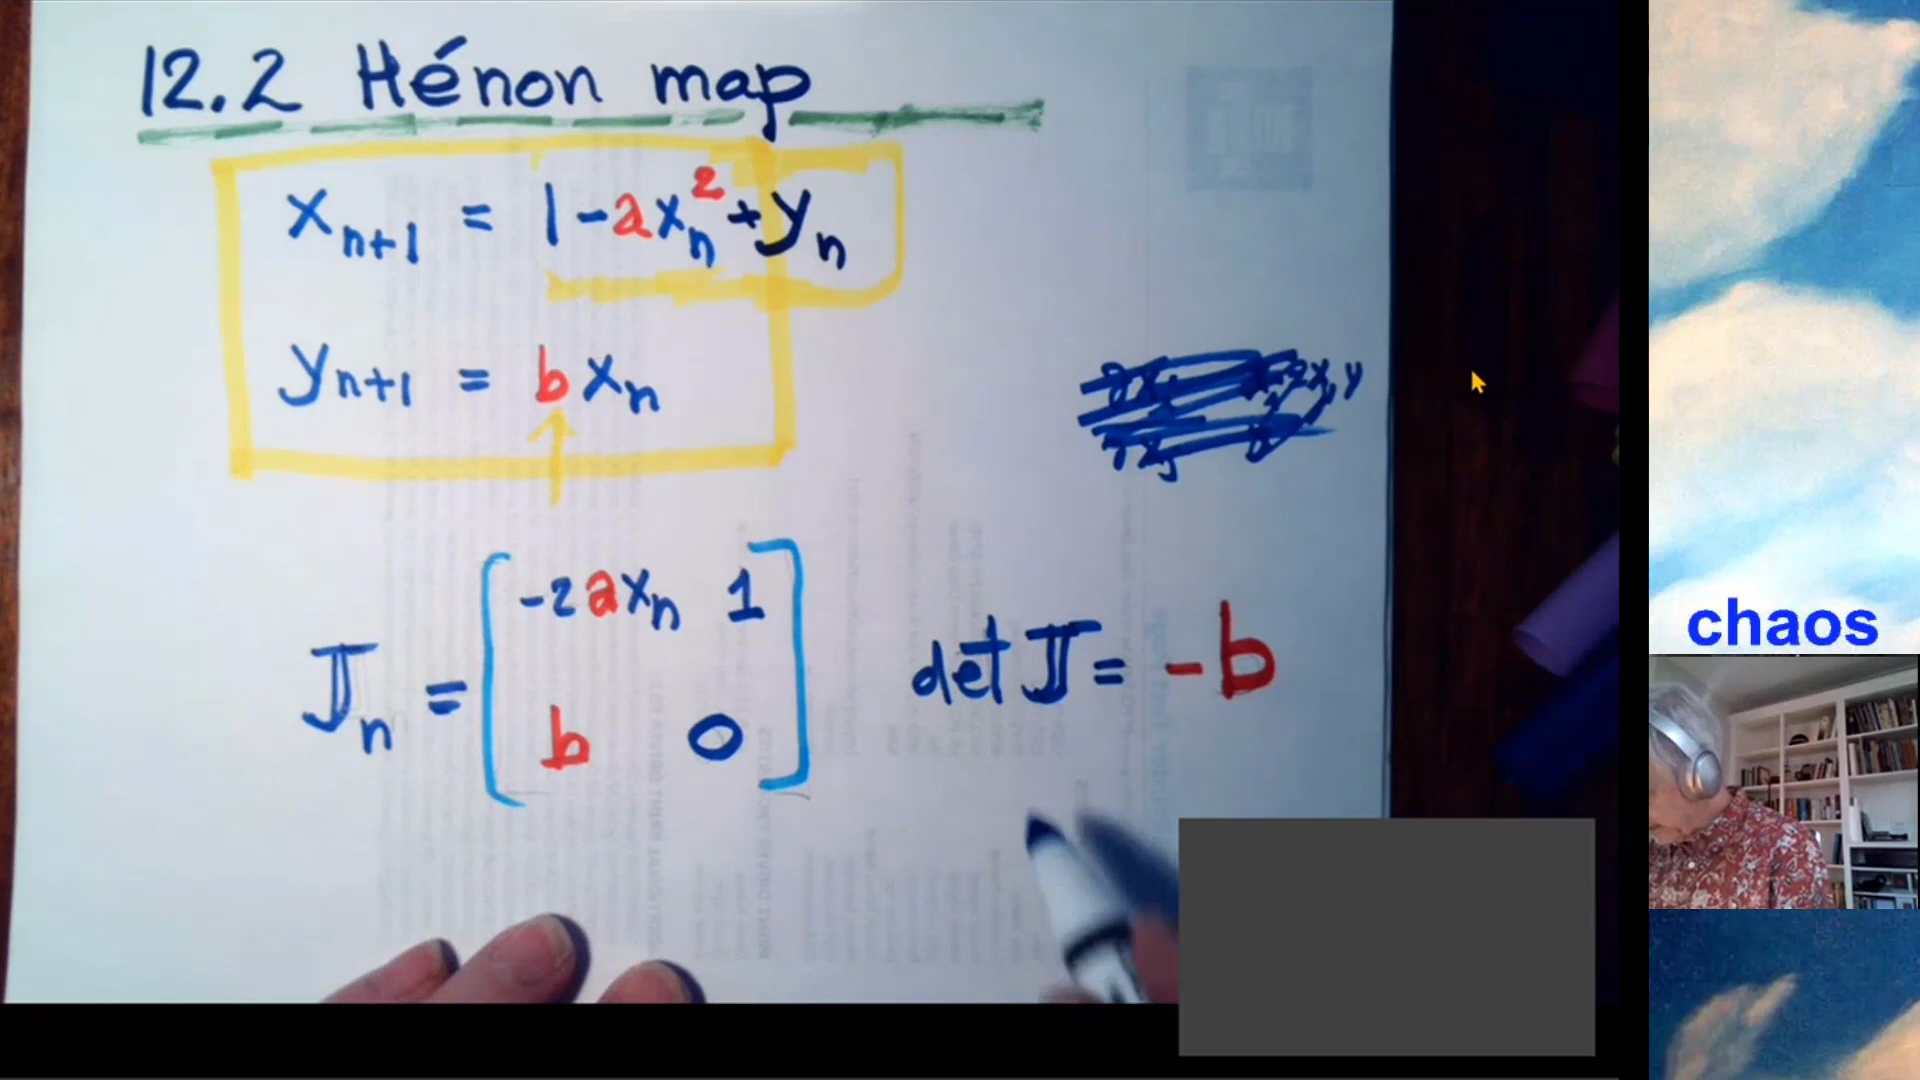 12.2 Hénon map
xₙ₊₁ = 1 - axₙ² + yₙ
yₙ₊₁ = bxₙ
Jₙ = [ -2axₙ 1
b 0 ]
det J = -b
chaos